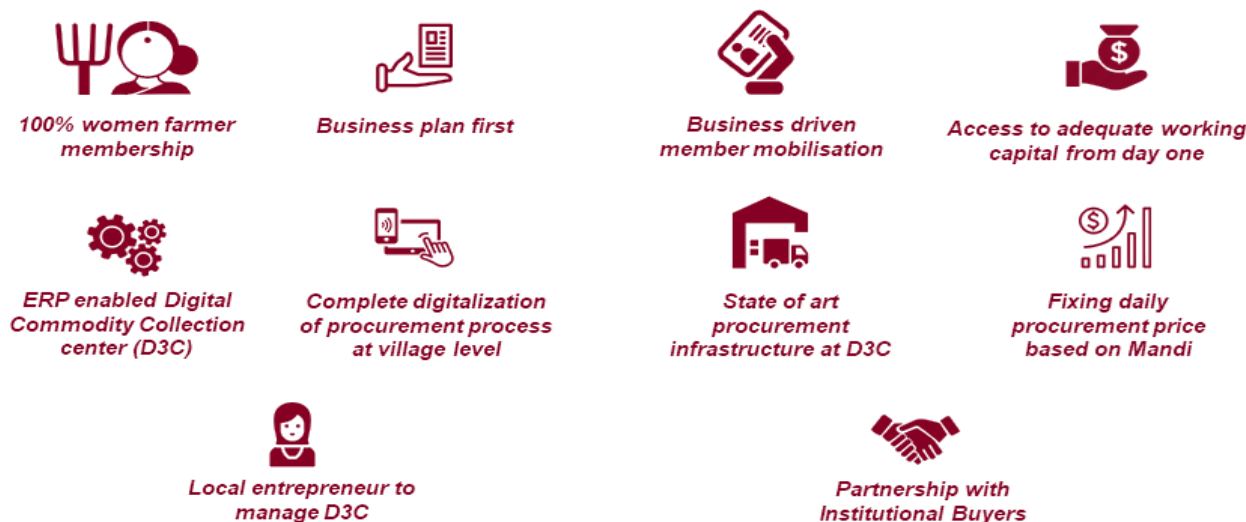 100% women farmer
membership
Business plan first
Business driven
member mobilisation
Access to adequate working
capital from day one
ERP enabled Digital
Commodity Collection
center (D3C)
Complete digitalization
of procurement process
at village level
State of art
procurement
infrastructure at D3C
Fixing daily
procurement price
based on Mandi
Local entrepreneur to
manage D3C
Partnership with
Institutional Buyers